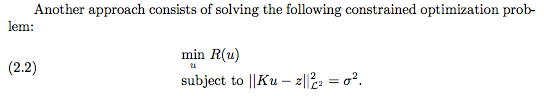 Another approach consists of solving the following constrained optimization prob-
lem:
min R(u)
u
(2.2)
subject to ||Ku − z||²_{𝓛²} = σ².